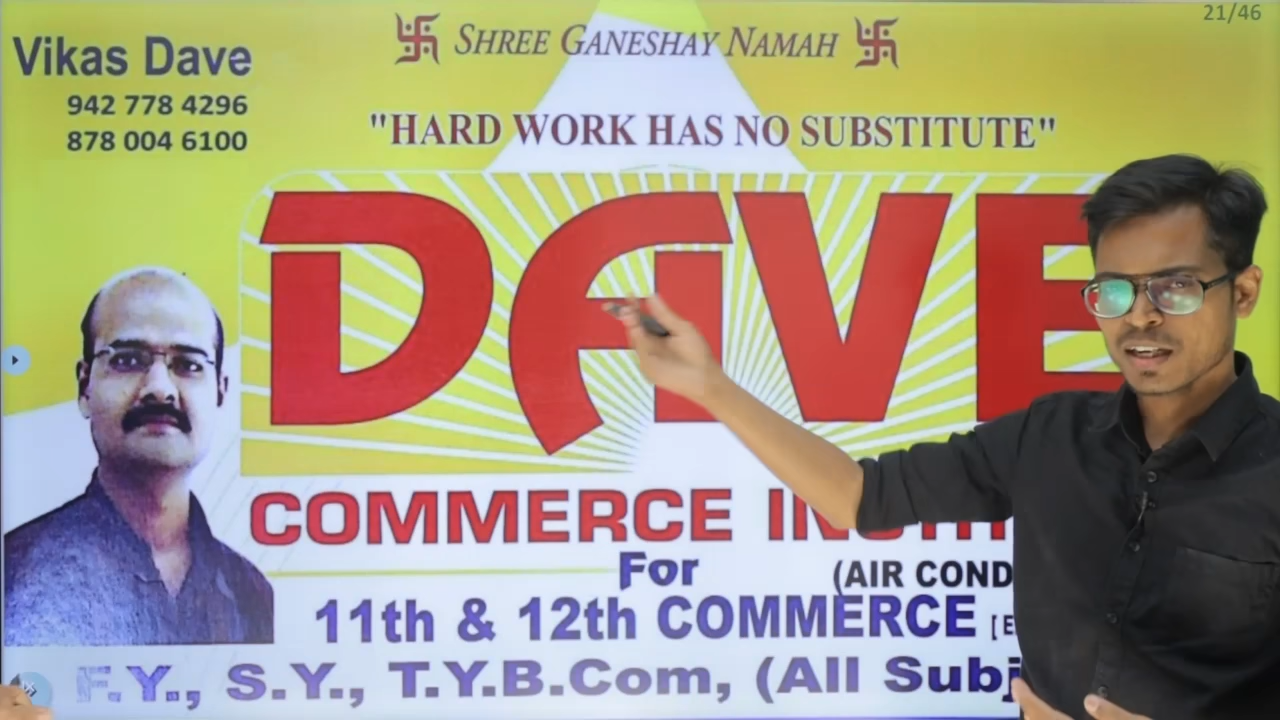 21/46
Vikas Dave
942 778 4296
878 004 6100
SHREE GANESHAY NAMAH
"HARD WORK HAS NO SUBSTITUTE"
DAVE
COMMERCE
For
(AIR COND
11th & 12th COMMERCE [E
F.Y., S.Y., T.Y.B.Com, (All Subj